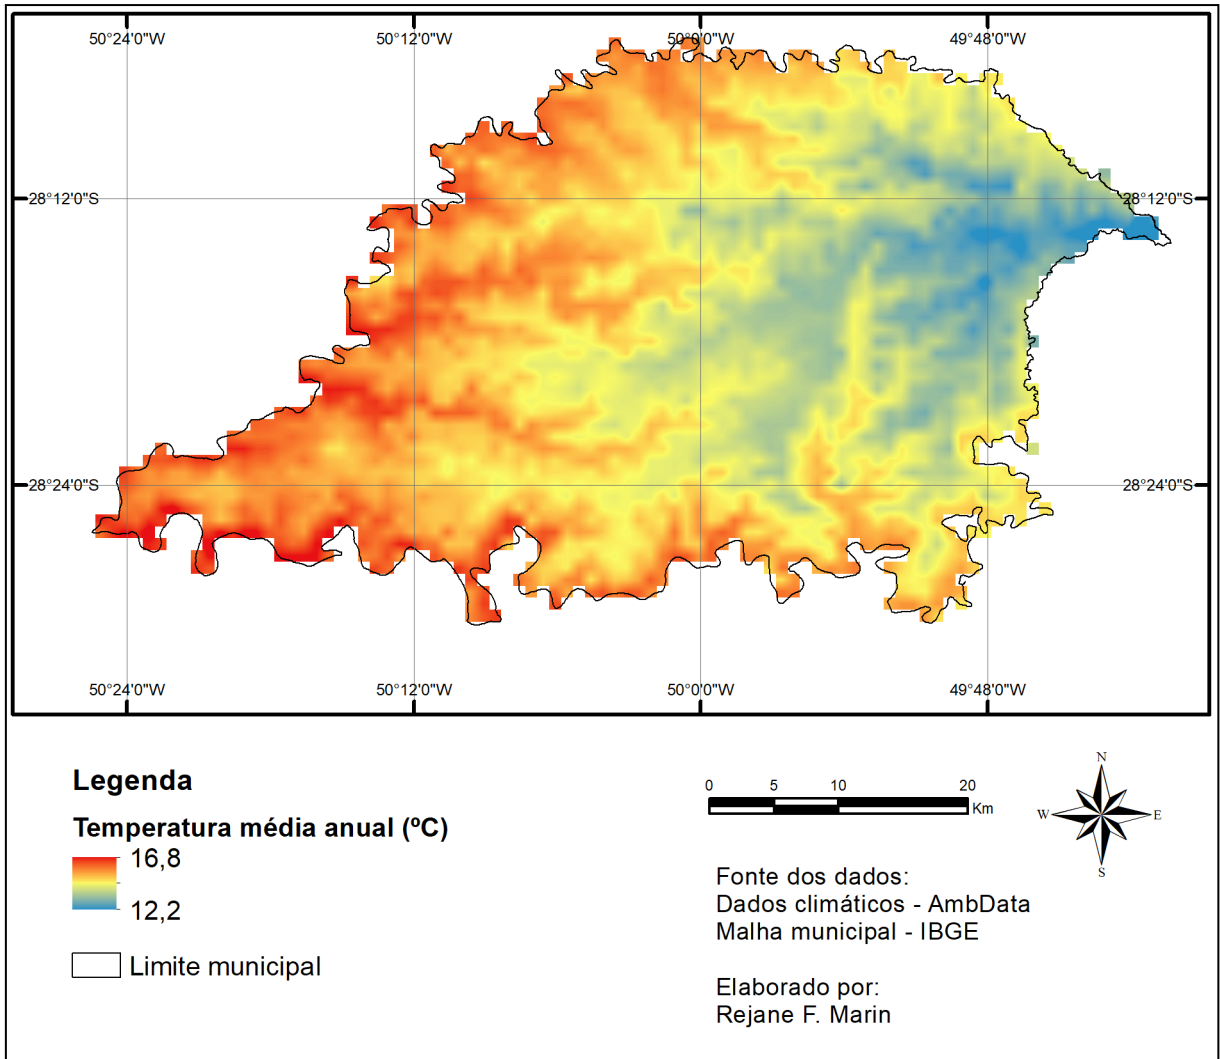 50°24'0"W 50°12'0"W 50°0'0"W 49°48'0"W
28°12'0"S 28°12'0"S
28°24'0"S 28°24'0"S
50°24'0"W 50°12'0"W 50°0'0"W 49°48'0"W
Legenda
Temperatura média anual (ºC)
16,8
12,2
Limite municipal
0 5 10 20
Km
N
W E
S
Fonte dos dados:
Dados climáticos - AmbData
Malha municipal - IBGE
Elaborado por:
Rejane F. Marin